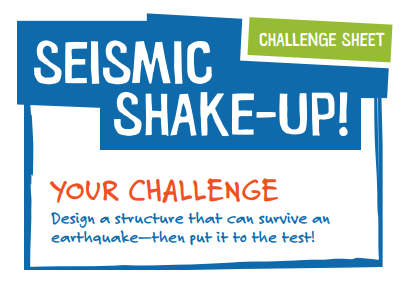 CHALLENGE SHEET
SEISMIC
SHAKE-UP!
YOUR CHALLENGE
Design a structure that can survive an
earthquake—then put it to the test!